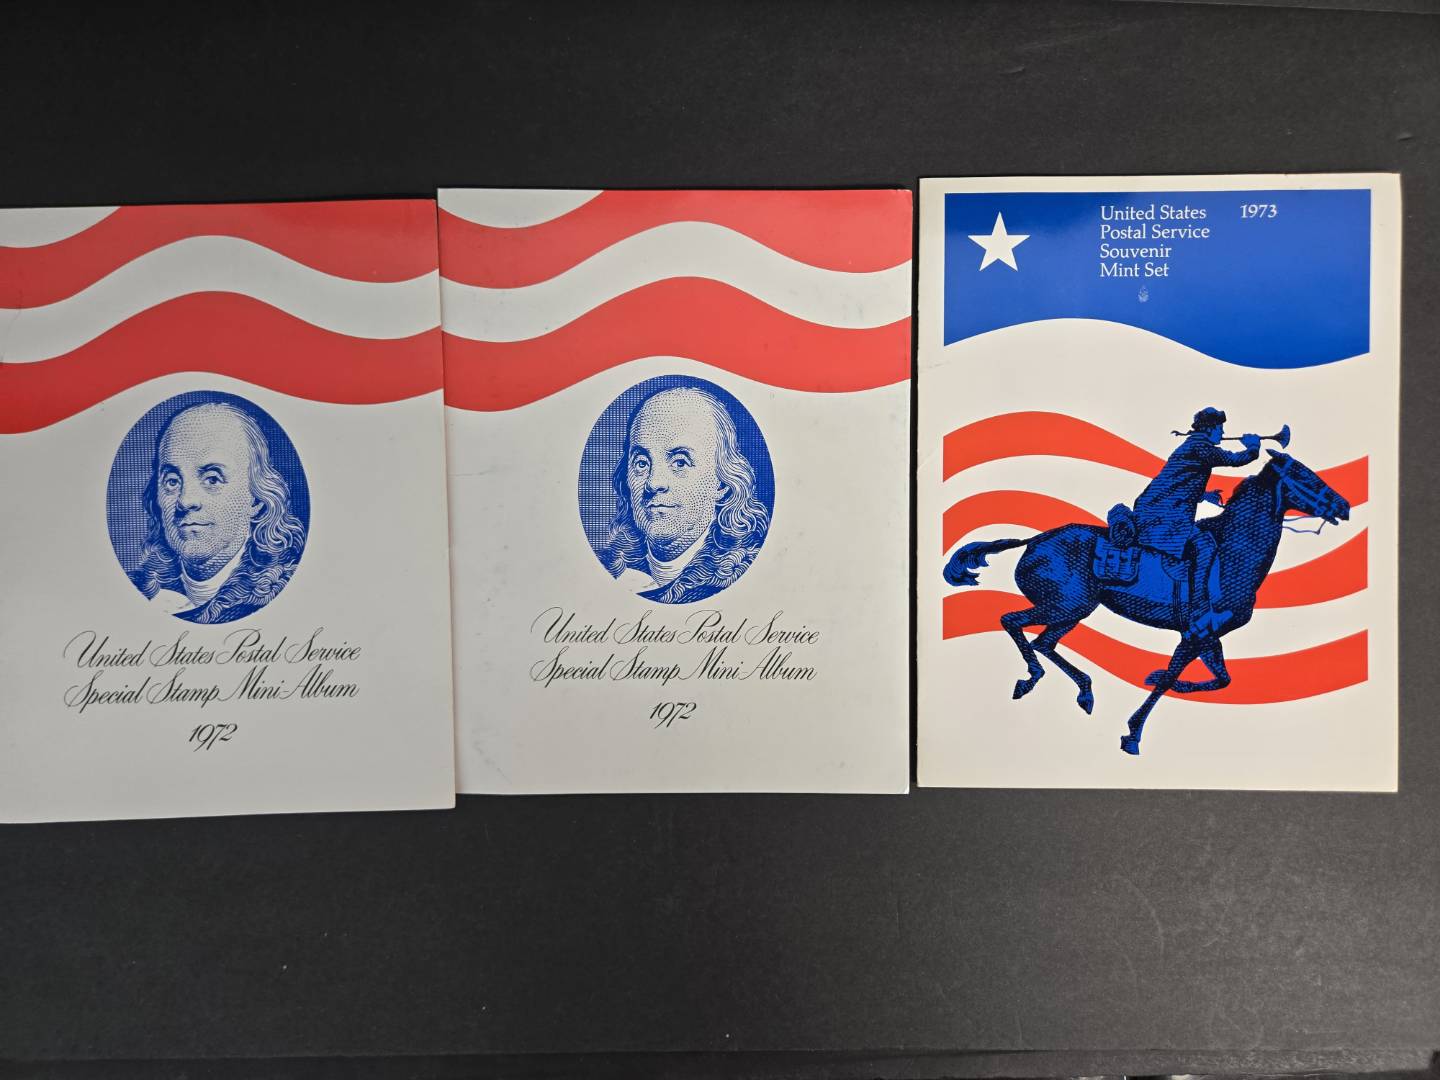 United States Postal Service
Special Stamp Mini-Album
1972
United States Postal Service
Special Stamp Mini-Album
1972
United States 1973
Postal Service
Souvenir
Mint Set